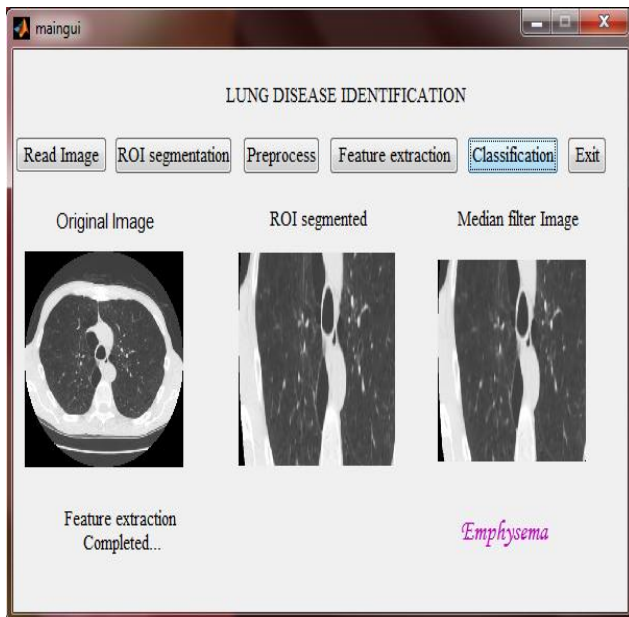 maingui
LUNG DISEASE IDENTIFICATION
Read Image ROI segmentation Preprocess Feature extraction Classification Exit
Original Image ROI segmented Median filter Image
Feature extraction
Completed...
Emphysema